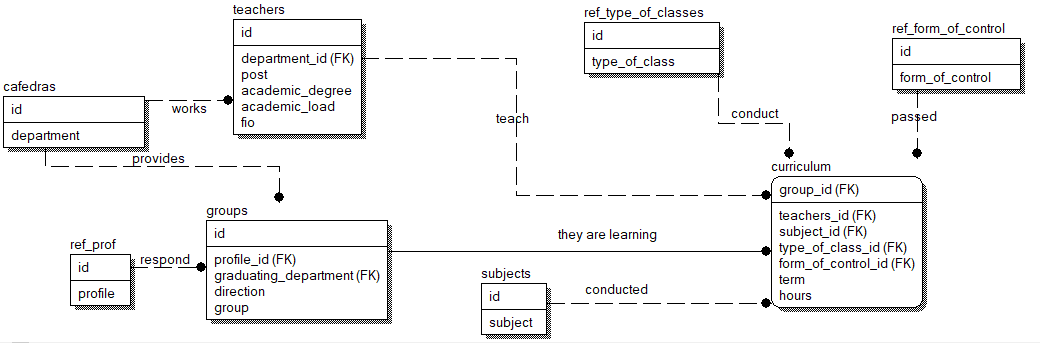 teachers
id
department_id (FK)
post
academic_degree
academic_load
fio
ref_type_of_classes
id
type_of_class
ref_form_of_control
id
form_of_control
cafedras
id
department
works
provides
teach
conduct
passed
groups
id
profile_id (FK)
graduating_department (FK)
direction
group
ref_prof
id
profile
respond
they are learning
subjects
id
subject
conducted
curriculum
group_id (FK)
teachers_id (FK)
subject_id (FK)
type_of_class_id (FK)
form_of_control_id (FK)
term
hours